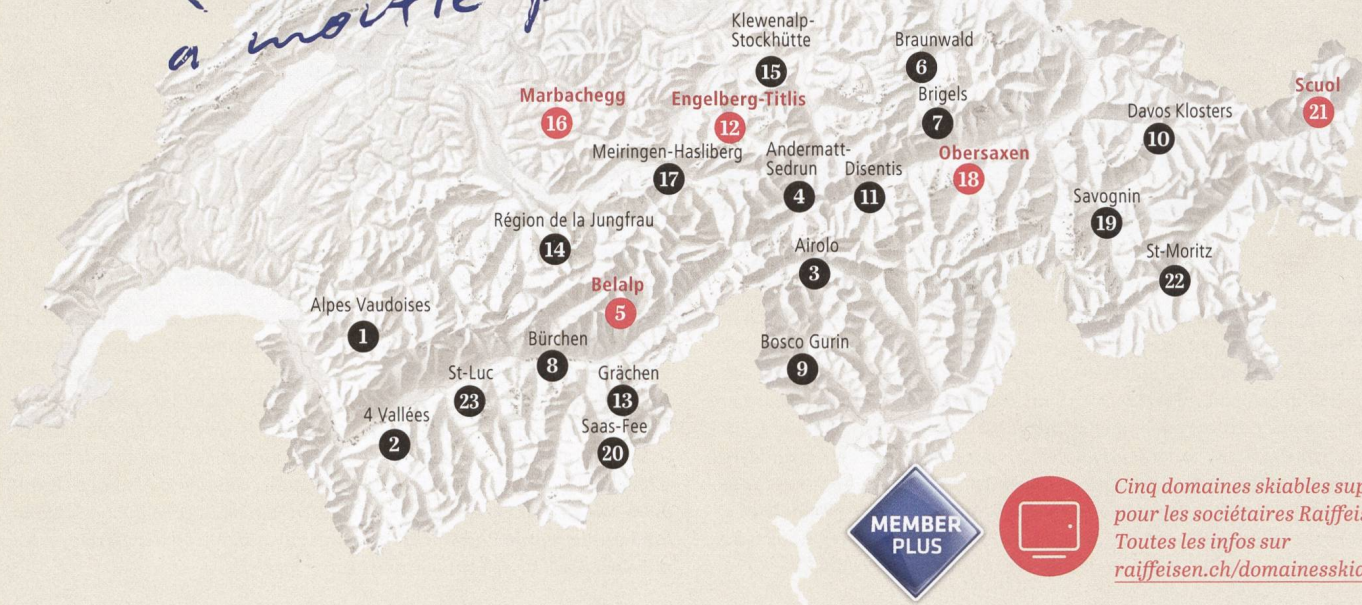 a moitié p
Klewenalp-
Stockhütte
15
Braunwald
6
Marbachegg
16
Engelberg-Titlis
12
Brigels
7
Scuol
21
Davos Klosters
10
Meiringen-Hasliberg
17
Andermatt-
Sedrun
4
Disentis
11
Obersaxen
18
Savognin
19
Région de la Jungfrau
14
Airolo
3
St-Moritz
22
Belalp
5
Alpes Vaudoises
1
Bürchen
8
Bosco Gurin
9
St-Luc
23
Grächen
13
4 Vallées
2
Saas-Fee
20
MEMBER
PLUS
Cinq domaines skiables sup
pour les sociétaires Raiffeis
Toutes les infos sur
raiffeisen.ch/domainesskia